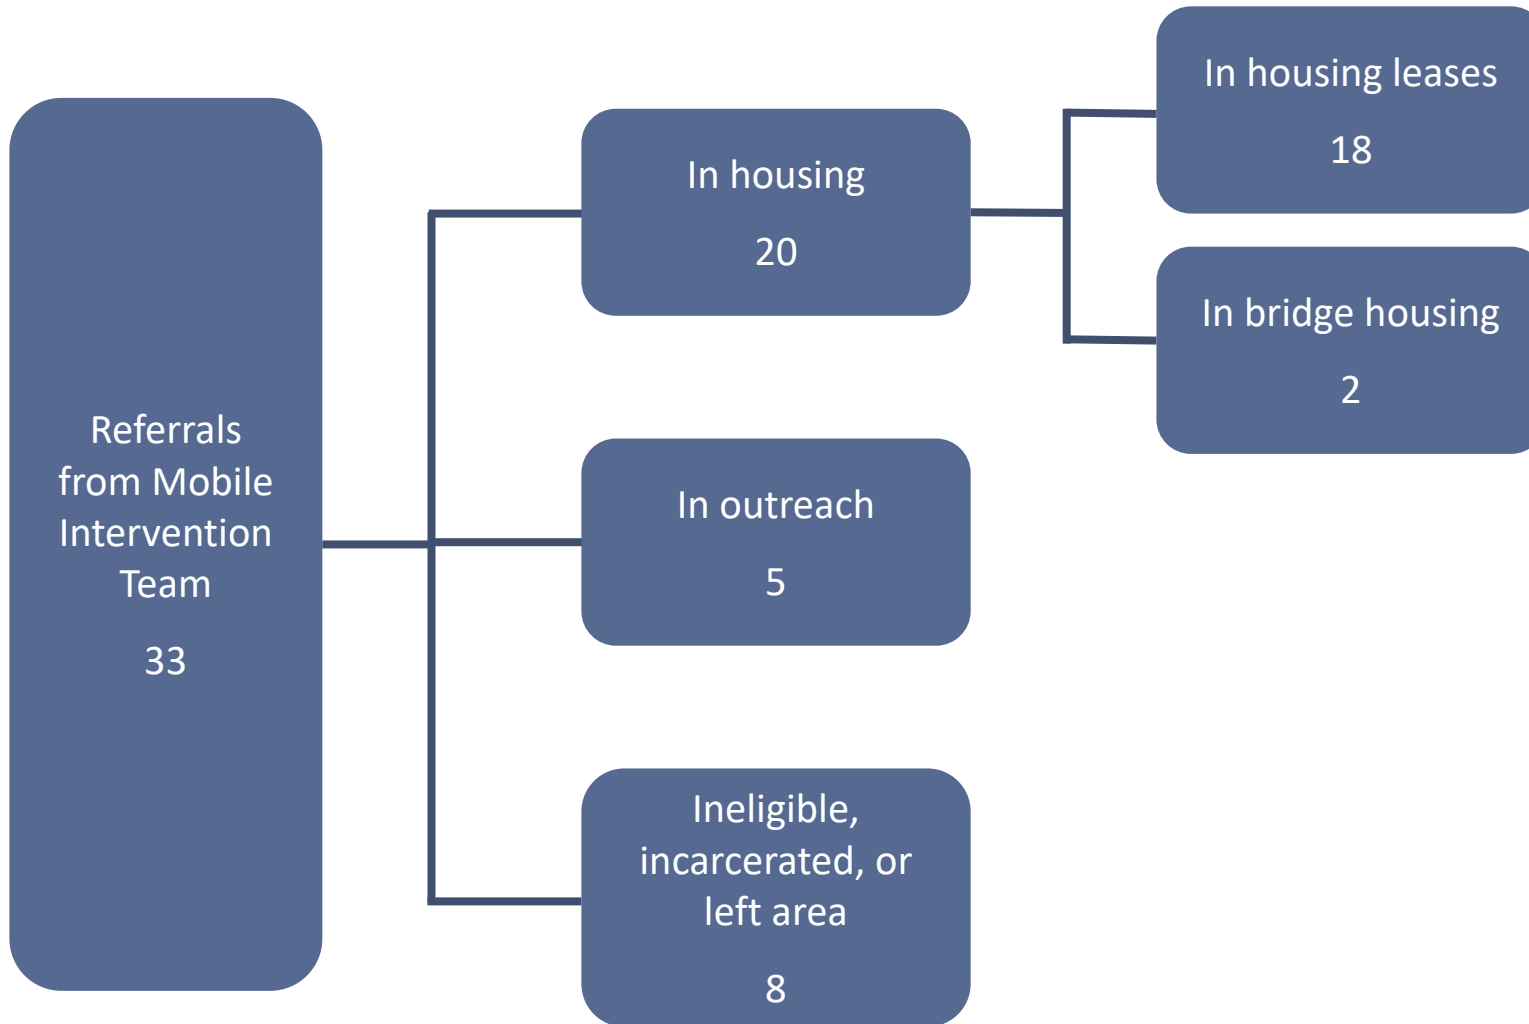 Referrals
from Mobile
Intervention
Team
33
In housing
20
In housing leases
18
In bridge housing
2
In outreach
5
Ineligible,
incarcerated, or
left area
8